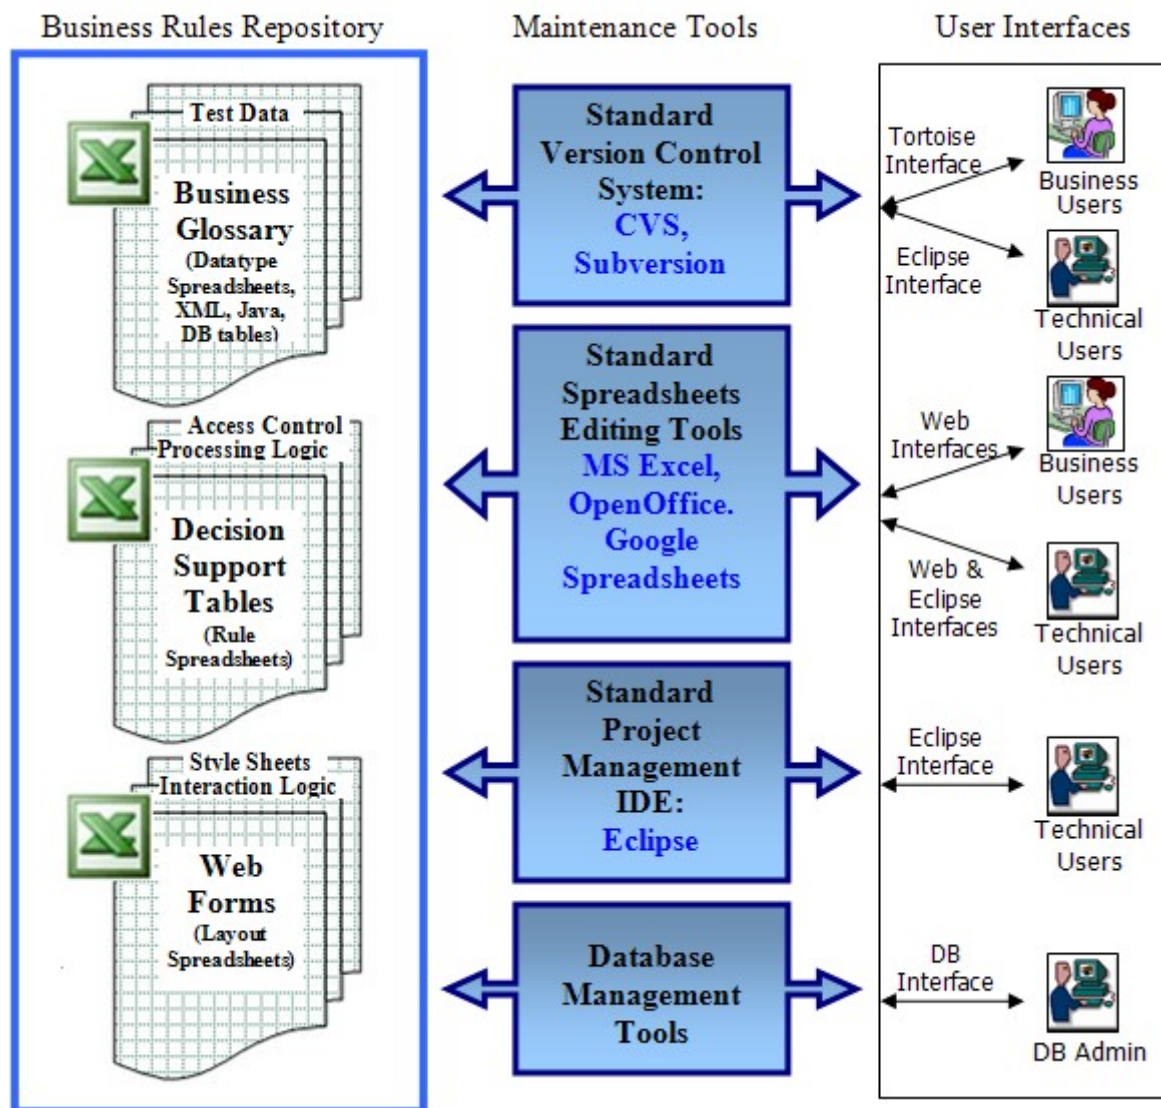 Business Rules Repository
Maintenance Tools
User Interfaces
Test Data
Business
Glossary
(Datatype
Spreadsheets,
XML, Java,
DB tables)
Access Control
Processing Logic
Decision
Support
Tables
(Rule
Spreadsheets)
Style Sheets
Interaction Logic
Web
Forms
(Layout
Spreadsheets)
Standard
Version Control
System:
CVS,
Subversion
Standard
Spreadsheets
Editing Tools
MS Excel,
OpenOffice.
Google
Spreadsheets
Standard
Project
Management
IDE:
Eclipse
Database
Management
Tools
Tortoise
Interface
Business
Users
Eclipse
Interface
Technical
Users
Web
Interfaces
Business
Users
Web &
Eclipse
Interfaces
Technical
Users
Eclipse
Interface
Technical
Users
DB
Interface
DB Admin